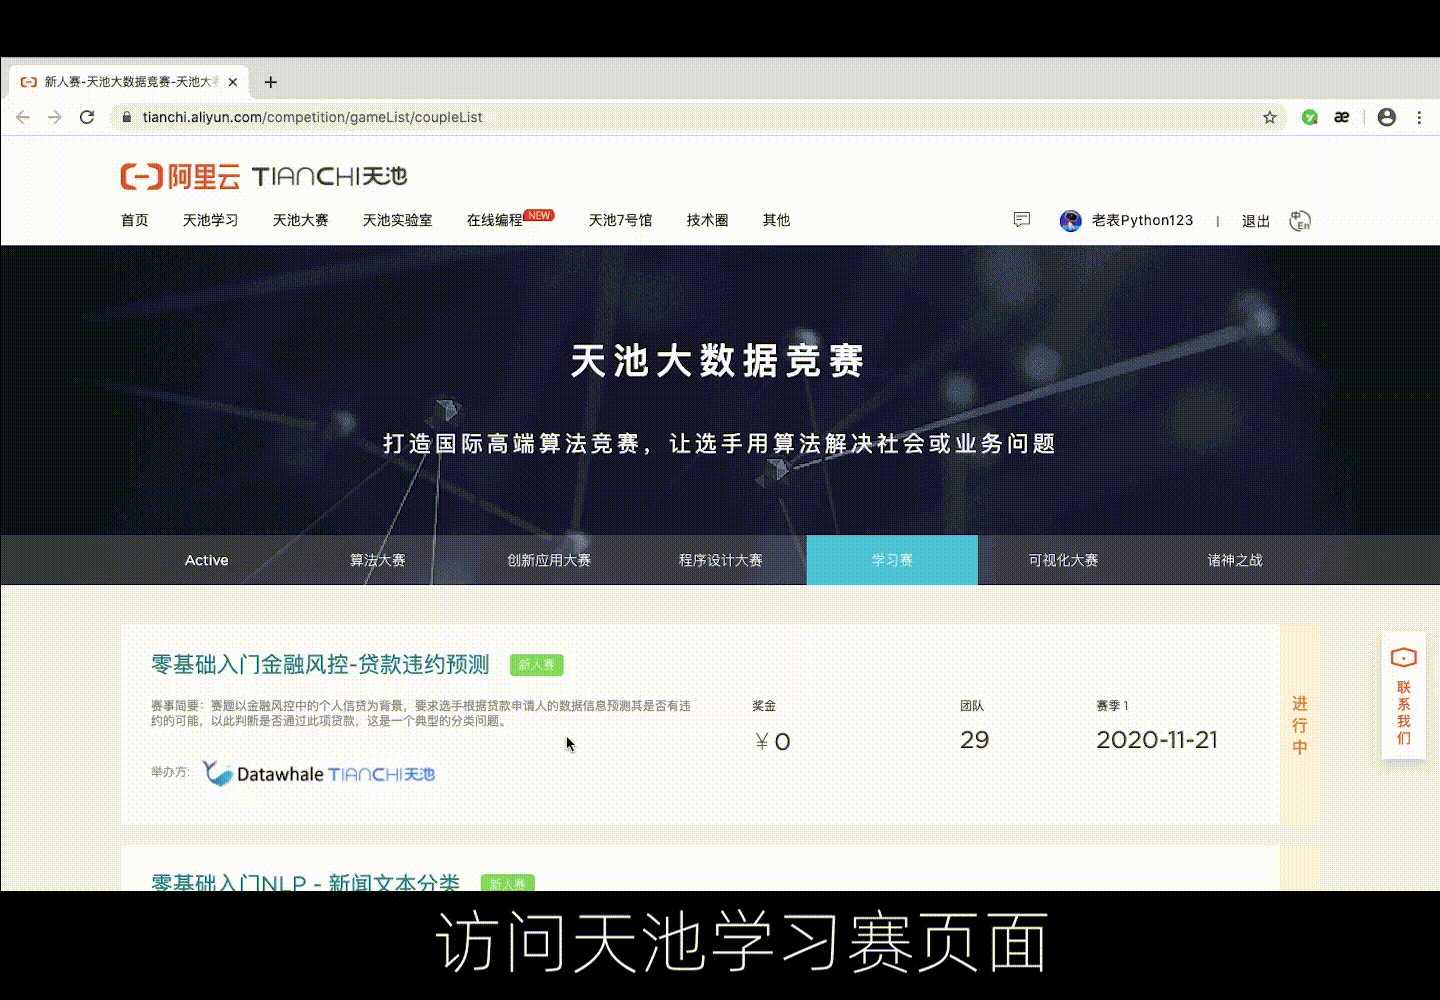 新人赛-天池大数据竞赛-天池大
tianchi.aliyun.com/competition/gameList/coupleList
阿里云 TIANCHI天池
首页 天池学习 天池大赛 天池实验室 在线编程 NEW 天池7号馆 技术圈 其他 老表Python123 | 退出 中 En
天池大数据竞赛
打造国际高端算法竞赛，让选手用算法解决社会或业务问题
Active 算法大赛 创新应用大赛 程序设计大赛 学习赛 可视化大赛 诸神之战
零基础入门金融风控-贷款违约预测 新人赛
赛事简要：赛题以金融风控中的个人信贷为背景，要求选手根据贷款申请人的数据信息预测其是否有违
约的可能，以此判断是否通过此项贷款，这是一个典型的分类问题。
举办方: Datawhale TIANCHI天池
奖金 团队 赛季 1
￥0 29 2020-11-21
进行中
联系我们
零基础入门NLP - 新闻文本分类 新人赛
访问天池学习赛页面